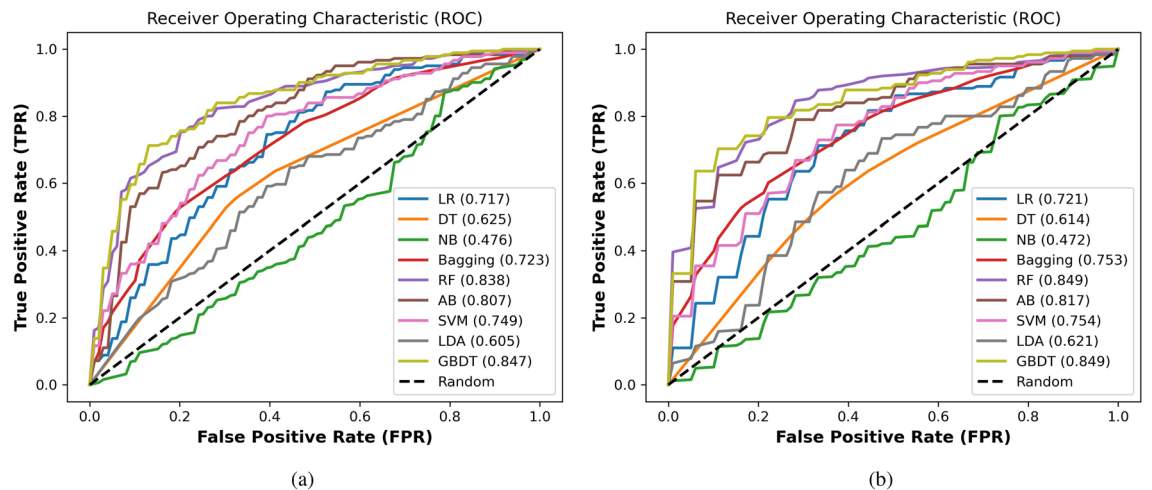 Receiver Operating Characteristic (ROC)
True Positive Rate (TPR)
1.0
0.8
0.6
0.4
0.2
0.0
LR (0.717)
DT (0.625)
NB (0.476)
Bagging (0.723)
RF (0.838)
AB (0.807)
SVM (0.749)
LDA (0.605)
GBDT (0.847)
Random
0.0 0.2 0.4 0.6 0.8 1.0
False Positive Rate (FPR)
(a)
Receiver Operating Characteristic (ROC)
True Positive Rate (TPR)
1.0
0.8
0.6
0.4
0.2
0.0
LR (0.721)
DT (0.614)
NB (0.472)
Bagging (0.753)
RF (0.849)
AB (0.817)
SVM (0.754)
LDA (0.621)
GBDT (0.849)
Random
0.0 0.2 0.4 0.6 0.8 1.0
False Positive Rate (FPR)
(b)